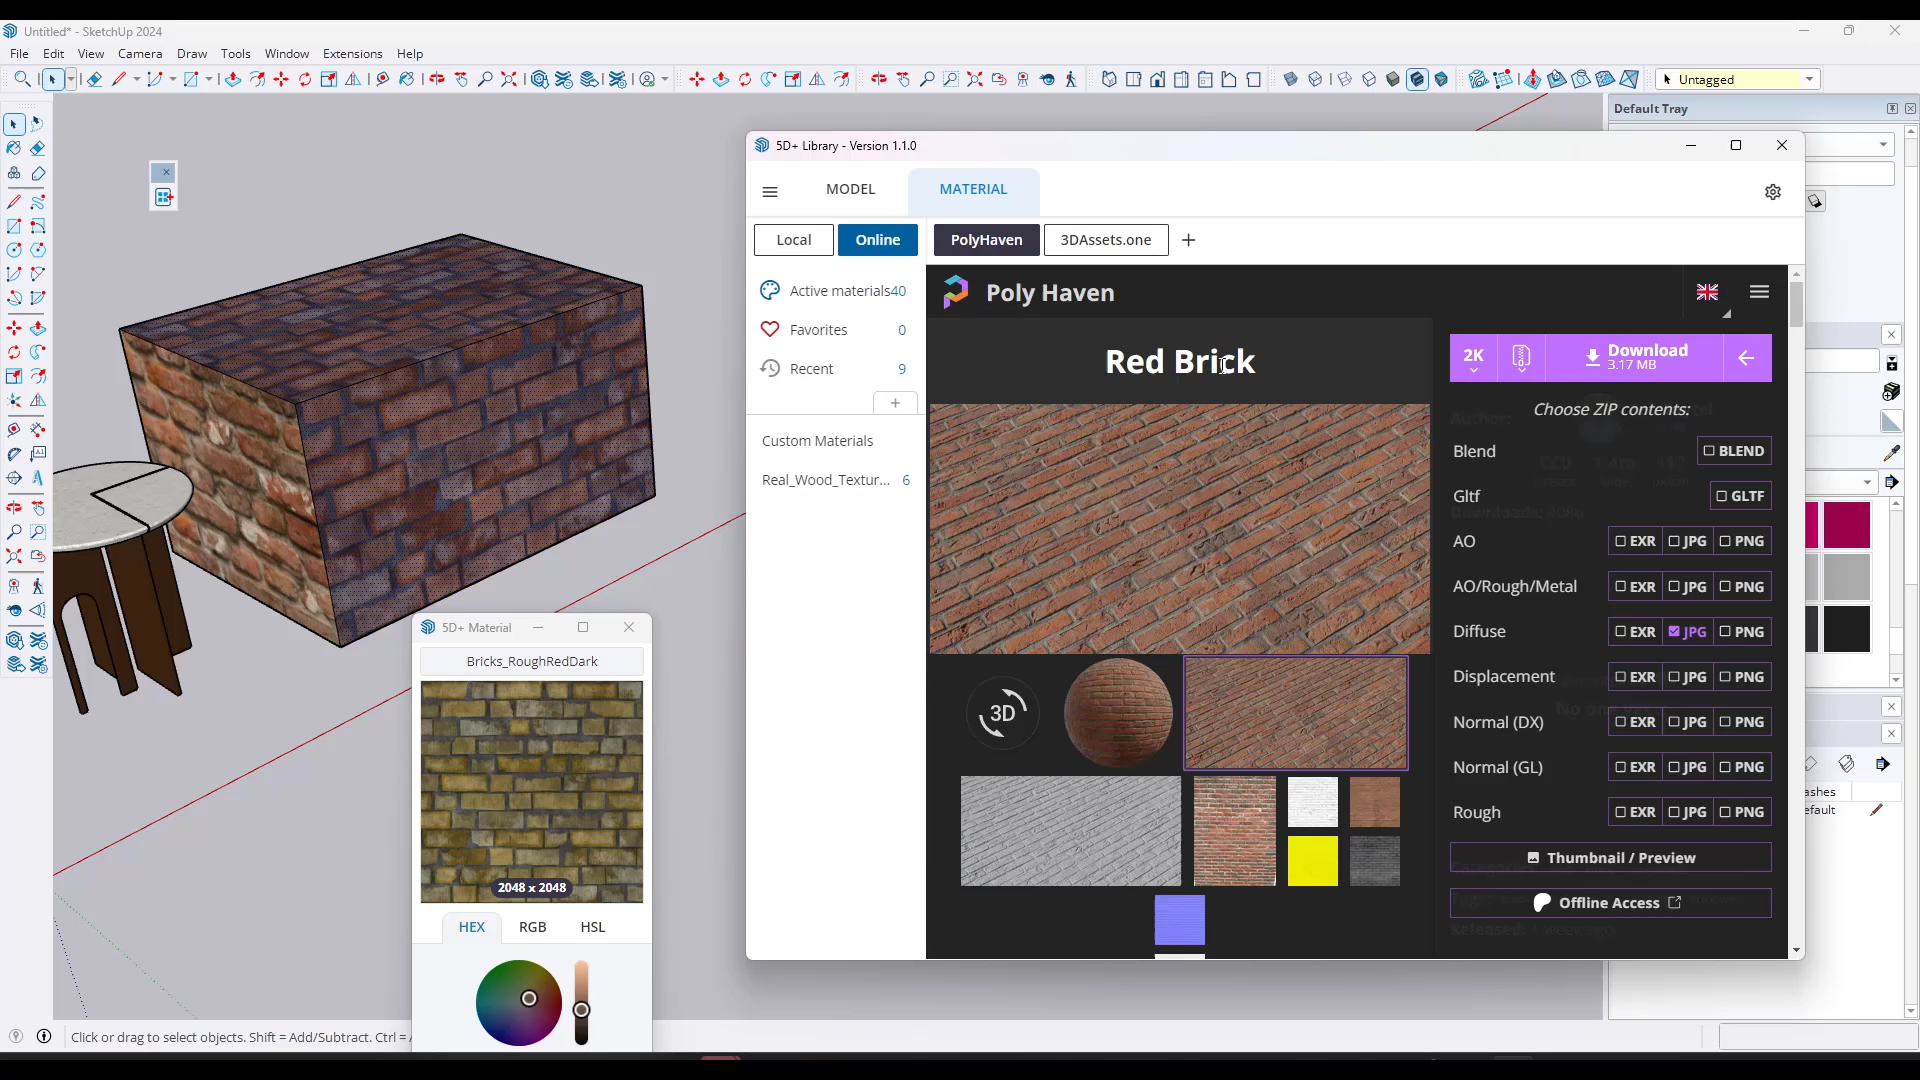 Untitled* - SketchUp 2024
File Edit View Camera Draw Tools Window Extensions Help
Untagged
Default Tray
5D+ Library - Version 1.1.0
MODEL MATERIAL
Local Online PolyHaven 3DAssets.one +
Active materials 40
Favorites 0
Recent 9
+
Custom Materials
Real_Wood_Textur... 6
Poly Haven
Red Brick
3D
2K Download
3.17 MB
Choose ZIP contents:
Blend BLEND
Gltf GLTF
AO EXR JPG PNG
AO/Rough/Metal EXR JPG PNG
Diffuse EXR JPG PNG
Displacement EXR JPG PNG
Normal (DX) EXR JPG PNG
Normal (GL) EXR JPG PNG
Rough EXR JPG PNG
Thumbnail / Preview
Offline Access
ashes
efault
5D+ Material
Bricks_RoughRedDark
2048 x 2048
HEX RGB HSL
Click or drag to select objects. Shift = Add/Subtract. Ctrl =